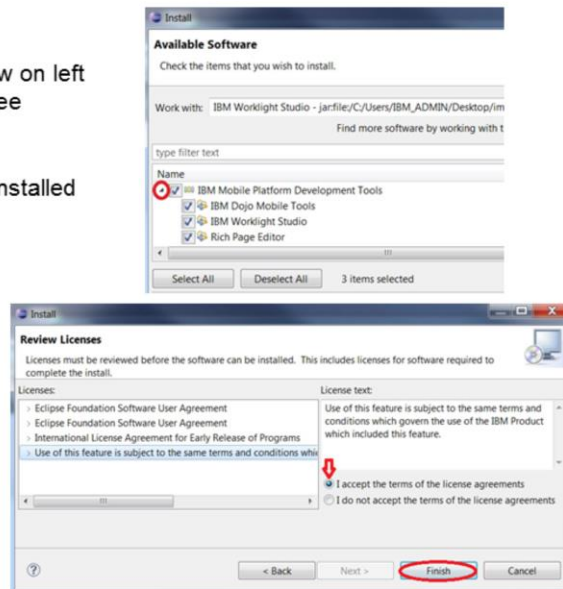 w on left
ee
nstalled
Install
Available Software
Check the items that you wish to install.
Work with: IBM Worklight Studio - jar:file:/C:/Users/IBM_ADMIN/Desktop/im
Find more software by working with t
type filter text
Name
IBM Mobile Platform Development Tools
IBM Dojo Mobile Tools
IBM Worklight Studio
Rich Page Editor
Select All Deselect All 3 items selected
Install
Review Licenses
Licenses must be reviewed before the software can be installed. This includes licenses for software required to
complete the install.
Licenses:
Eclipse Foundation Software User Agreement
Eclipse Foundation Software User Agreement
International License Agreement for Early Release of Programs
Use of this feature is subject to the same terms and conditions whi
License text:
Use of this feature is subject to the same terms and
conditions which govern the use of the IBM Product
which included this feature.
I accept the terms of the license agreements
I do not accept the terms of the license agreements
? < Back Next > Finish Cancel